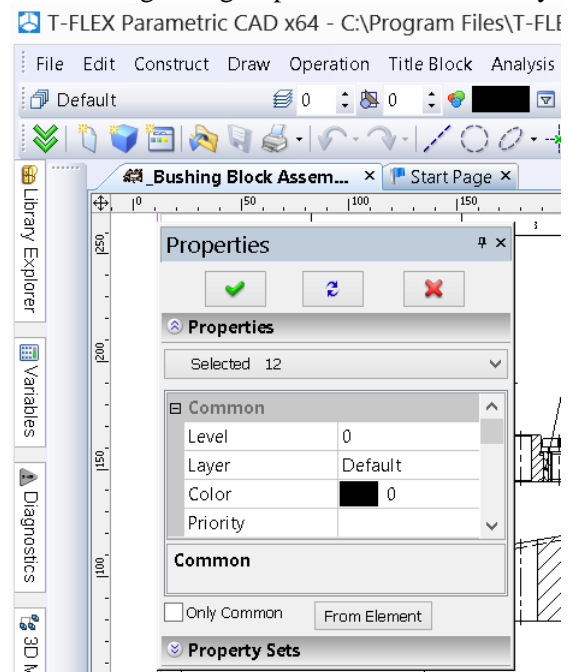 T-FLEX Parametric CAD x64 - C:\Program Files\T-FLE
File Edit Construct Draw Operation Title Block Analysis
Default 0 0
_Bushing Block Assem... × Start Page ×
0 50 100 150
Library Explorer
Variables
Diagnostics
3D M
250
200
150
100
3
Properties
Properties
Selected 12
Common
Level 0
Layer Default
Color 0
Priority
Common
Only Common From Element
Property Sets